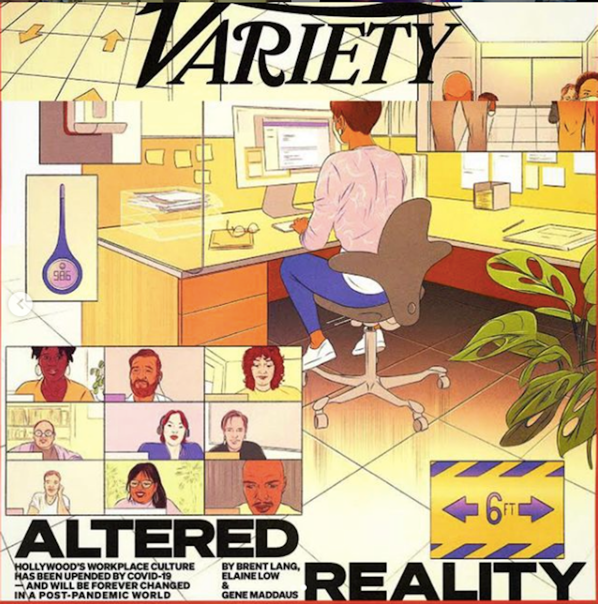 VARIETY
98.6
6FT
ALTERED
REALITY
HOLLYWOOD'S WORKPLACE CULTURE
HAS BEEN UPENDED BY COVID-19
— AND WILL BE FOREVER CHANGED
IN A POST-PANDEMIC WORLD
BY BRENT LANG,
ELAINE LOW
&
GENE MADDAUS